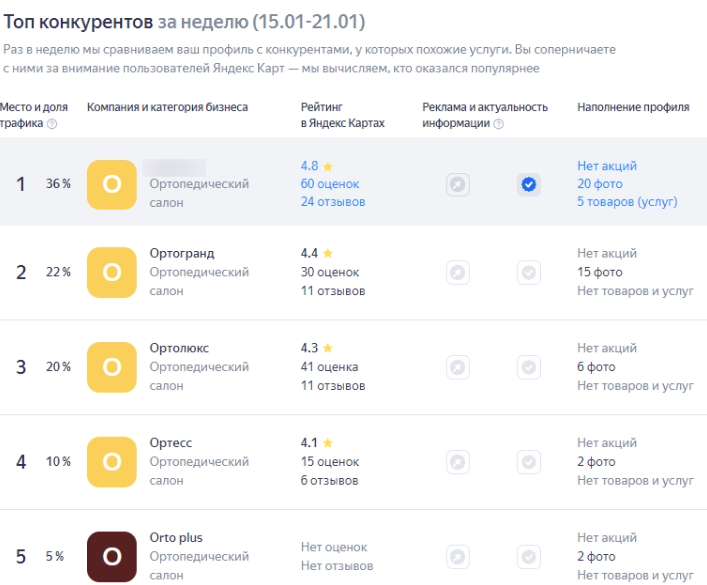 Топ конкурентов за неделю (15.01-21.01)
Раз в неделю мы сравниваем ваш профиль с конкурентами, у которых похожие услуги. Вы соперничаете
с ними за внимание пользователей Яндекс Карт — мы вычисляем, кто оказался популярнее
Место и доля трафика
Компания и категория бизнеса
Рейтинг
в Яндекс Картах
Реклама и актуальность
информации
Наполнение профиля
1 36 %
О
Ортопедический
салон
4.8
60 оценок
24 отзывов
Нет акций
20 фото
5 товаров (услуг)
2 22 %
О
Ортогранд
Ортопедический
салон
4.4
30 оценок
11 отзывов
Нет акций
15 фото
Нет товаров и услуг
3 20 %
О
Ортолюкс
Ортопедический
салон
4.3
41 оценка
11 отзывов
Нет акций
6 фото
Нет товаров и услуг
4 10 %
О
Ортесс
Ортопедический
салон
4.1
15 оценок
6 отзывов
Нет акций
2 фото
Нет товаров и услуг
5 5 %
O
Orto plus
Ортопедический
салон
Нет оценок
Нет отзывов
Нет акций
2 фото
Нет товаров и услуг